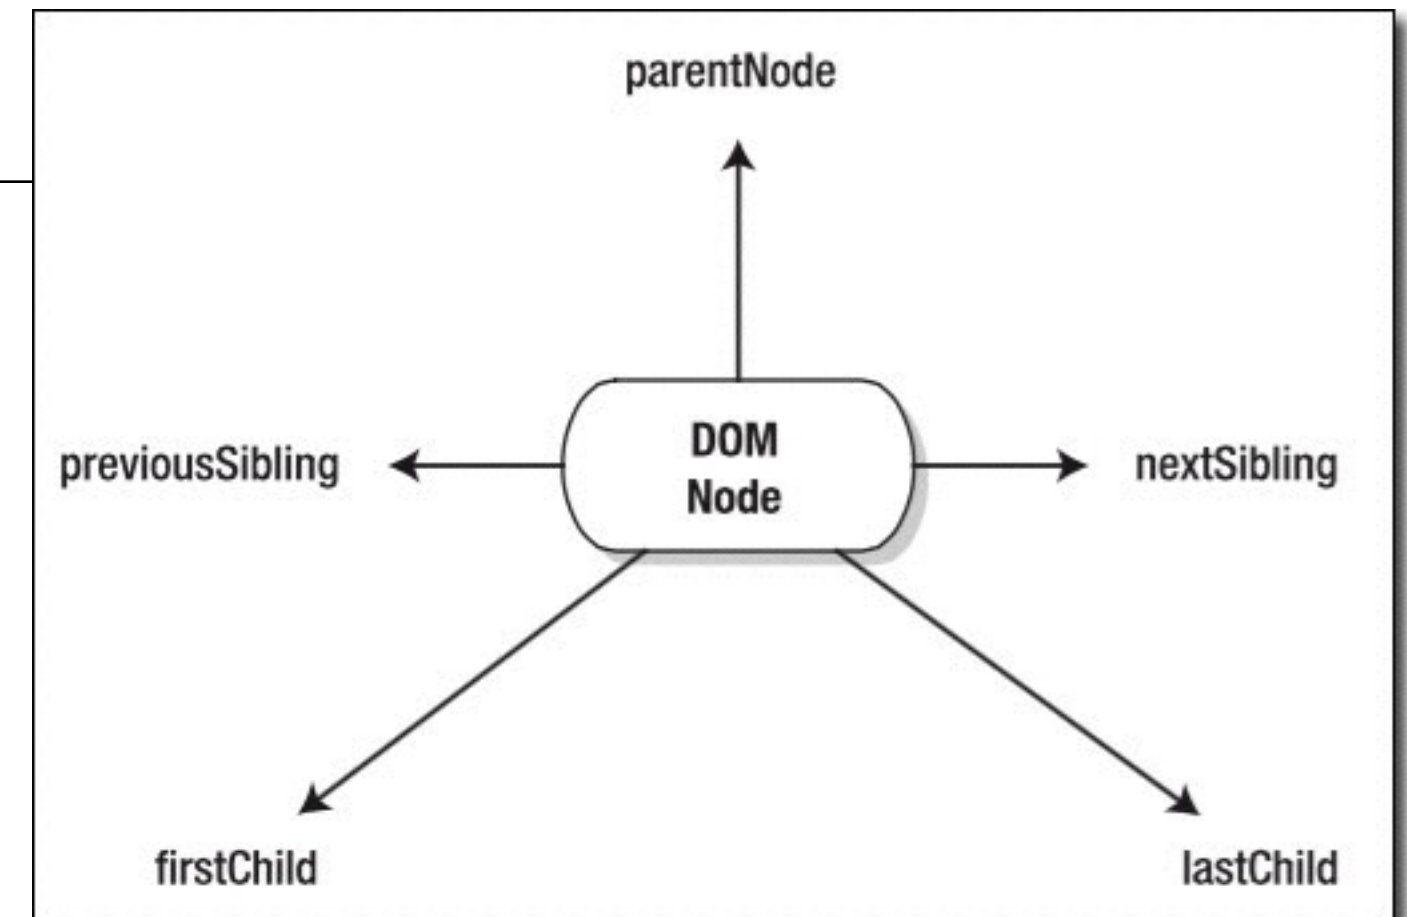 parentNode
previousSibling
DOM
Node
nextSibling
firstChild
lastChild